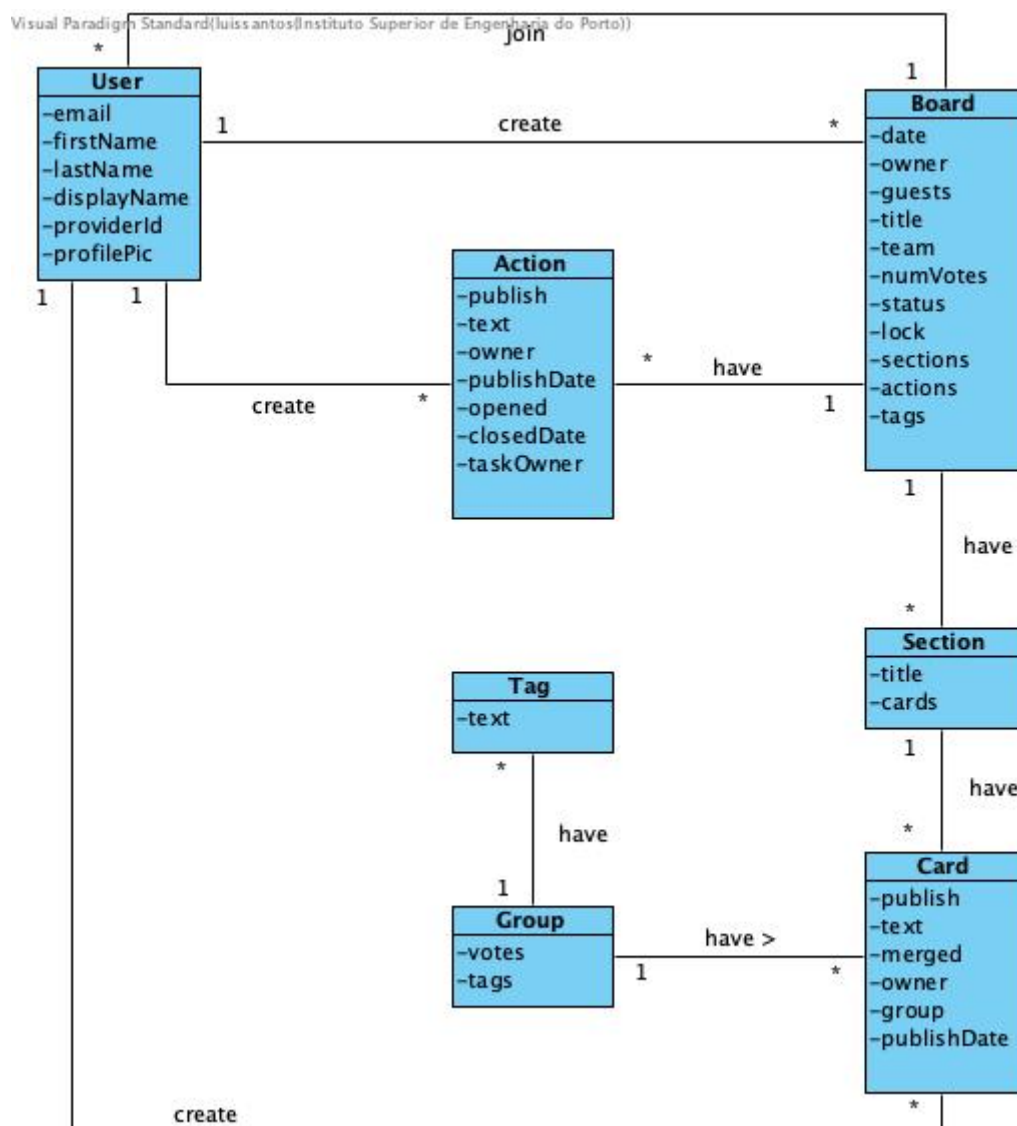 Visual Paradigm Standard(luissantos(Instituto Superior de Engenharia do Porto))
join
*
1
User
-email
-firstName
-lastName
-displayName
-providerId
-profilePic
1
create
*
Board
-date
-owner
-guests
-title
-team
-numVotes
-status
-lock
-sections
-actions
-tags
1
1
create
*
Action
-publish
-text
-owner
-publishDate
-opened
-closedDate
-taskOwner
*
have
1
1
have
*
Section
-title
-cards
1
have
*
Tag
-text
*
have
1
Group
-votes
-tags
have >
1
*
Card
-publish
-text
-merged
-owner
-group
-publishDate
*
create